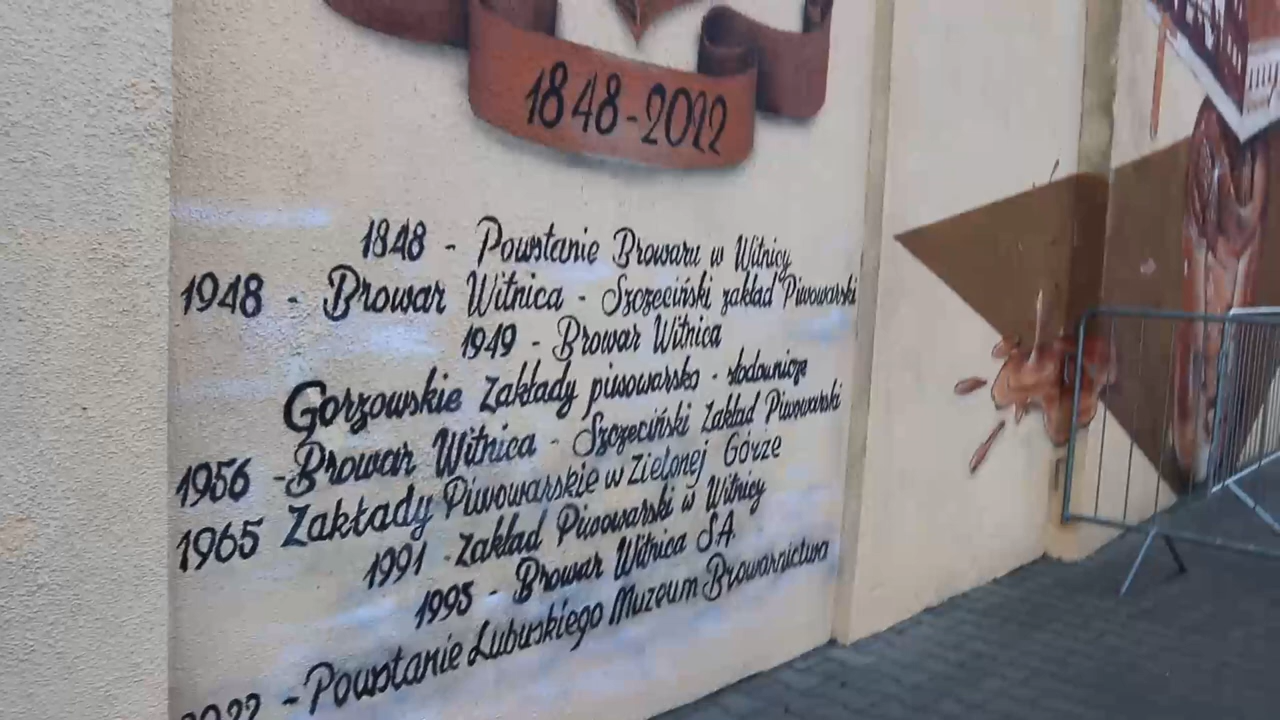 1848-2022
1848 - Powstanie Browaru w Witnicy
1948 - Browar Witnica - Szczeciński zakład Piwowarski
1949 - Browar Witnica
Gorzowskie Zakłady piwowarsko - słodownicze
1956 - Browar Witnica - Szczeciński Zakład Piwowarski
1965 Zakłady Piwowarskie w Zielonej Górze
1991 - Zakład Piwowarski w Witnicy
1995 - Browar Witnica S.A.
2022 - Powstanie Lubuskiego Muzeum Browarnictwa